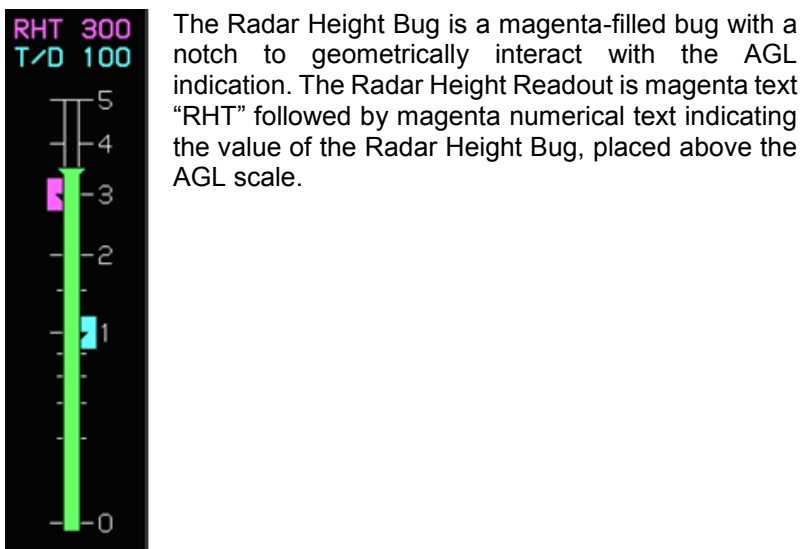 RHT 300
T/D 100
5
4
3
2
1
0
The Radar Height Bug is a magenta-filled bug with a
notch to geometrically interact with the AGL
indication. The Radar Height Readout is magenta text
“RHT” followed by magenta numerical text indicating
the value of the Radar Height Bug, placed above the
AGL scale.